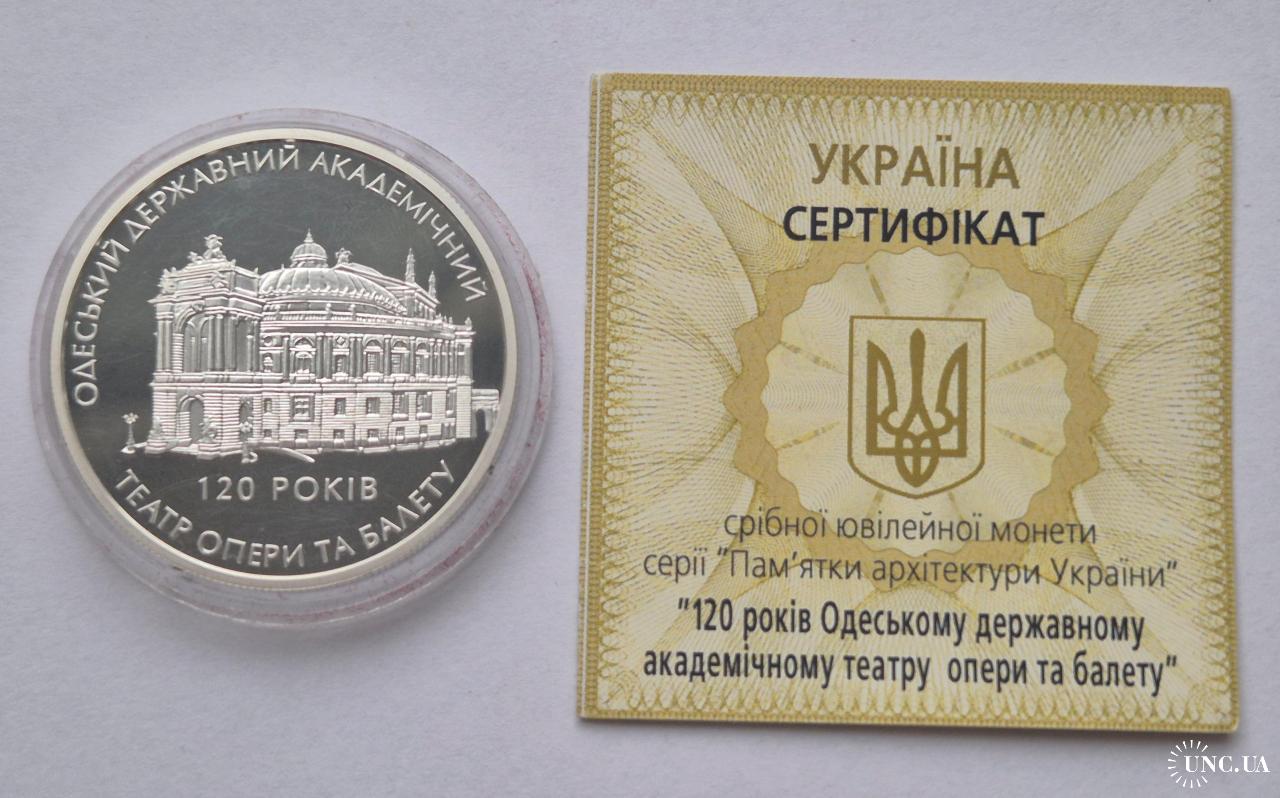 ОДЕСЬКИЙ ДЕРЖАВНИЙ АКАДЕМІЧНИЙ
120 РОКІВ
ТЕАТР ОПЕРИ ТА БАЛЕТУ
УКРАЇНА
СЕРТИФІКАТ
срібної ювілейної монети
серії "Пам'ятки архітектури України"
"120 років Одеському державному
академічному театру опери та балету"
UNC.UA